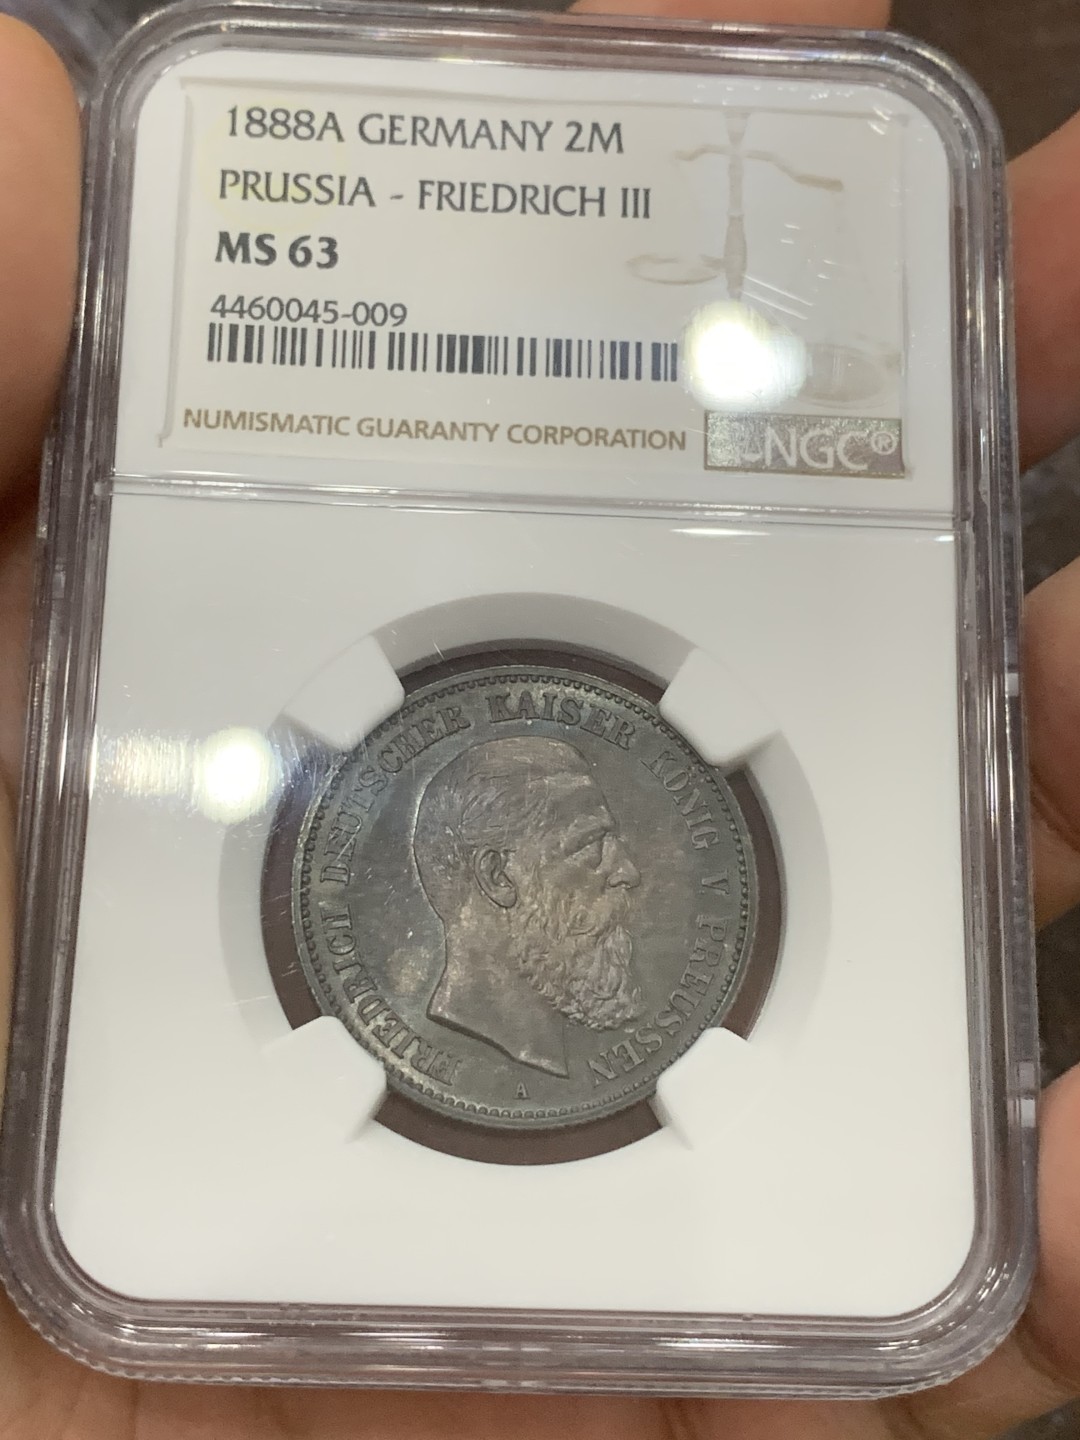 1888A GERMANY 2M
PRUSSIA - FRIEDRICH III
MS 63
4460045-009
NUMISMATIC GUARANTY CORPORATION
NGC®
FRIEDRICH DEUTSCHER KAISER KÖNIG V PREUSSEN
A